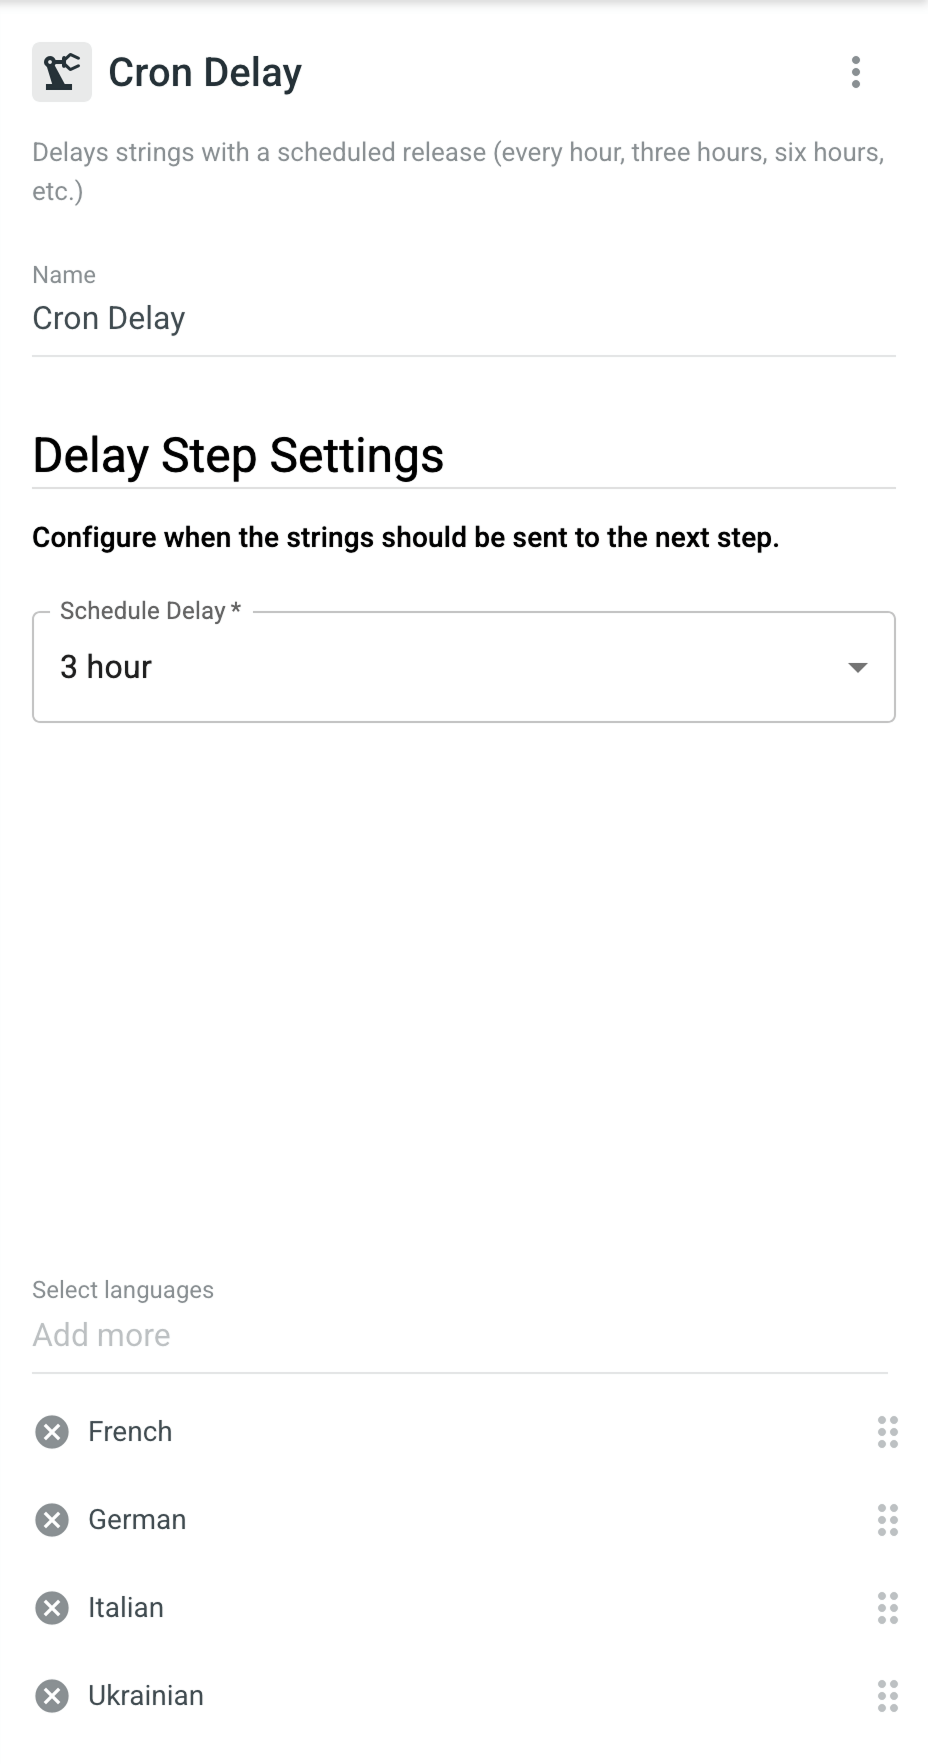 Cron Delay
Delays strings with a scheduled release (every hour, three hours, six hours,
etc.)
Name
Cron Delay
Delay Step Settings
Configure when the strings should be sent to the next step.
Schedule Delay *
3 hour
Select languages
Add more
French
German
Italian
Ukrainian